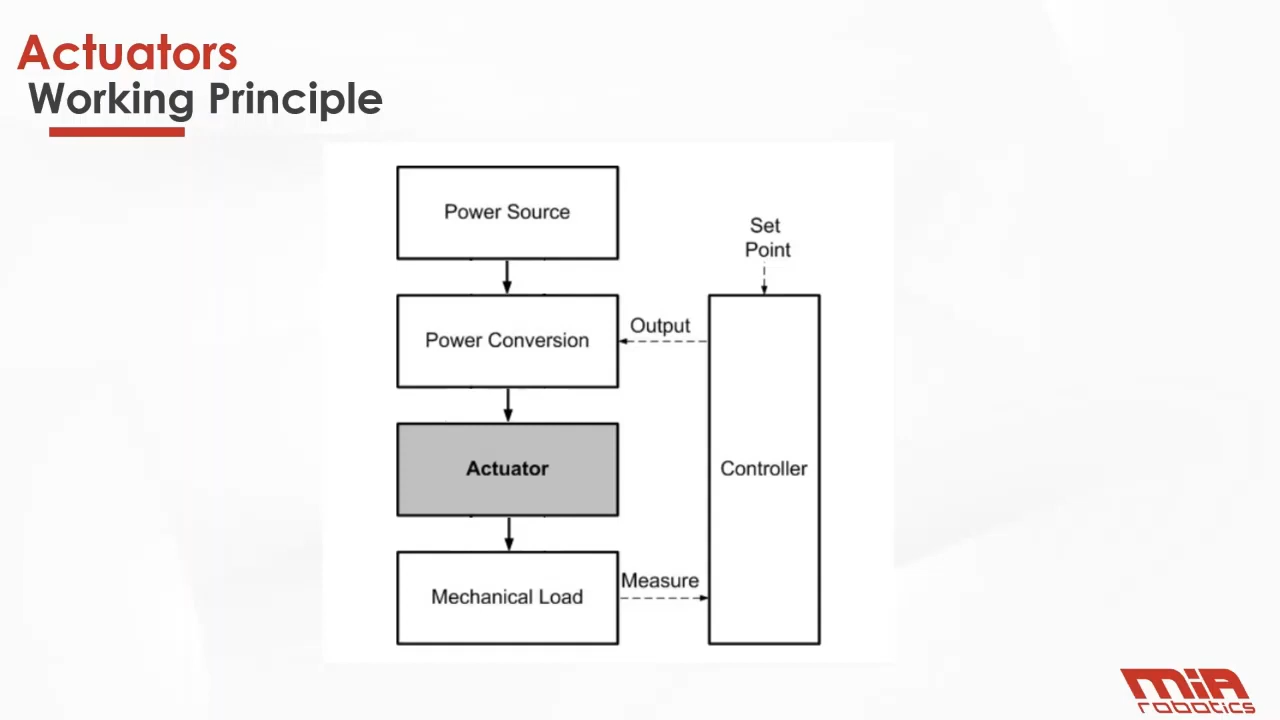 Actuators
Working Principle
Power Source
Set
Point
Power Conversion
Output
Actuator
Controller
Mechanical Load
Measure
MiA
robotics